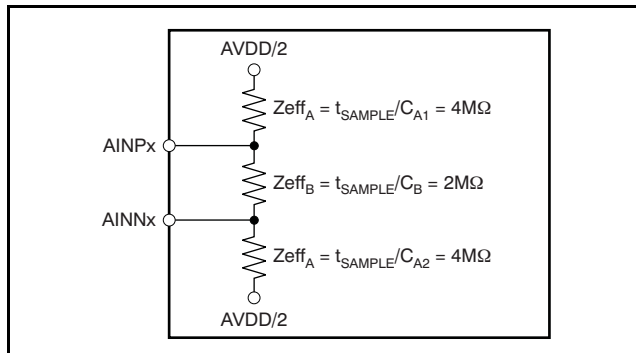 AVDD/2
Zeff_A = t_SAMPLE/C_A1 = 4MΩ
AINPx
Zeff_B = t_SAMPLE/C_B = 2MΩ
AINNx
Zeff_A = t_SAMPLE/C_A2 = 4MΩ
AVDD/2